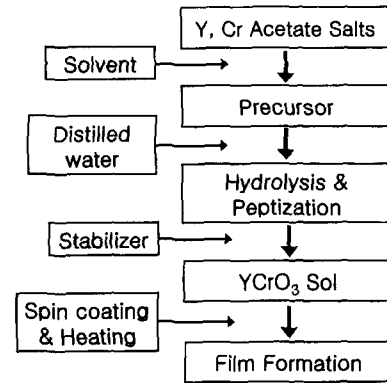 Y, Cr Acetate Salts
Solvent
Precursor
Distilled
water
Hydrolysis &
Peptization
Stabilizer
YCrO₃ Sol
Spin coating
& Heating
Film Formation